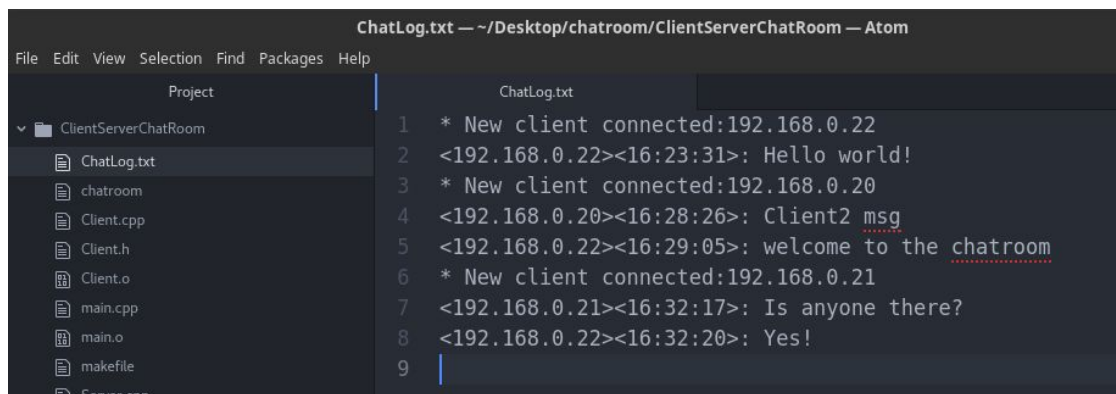 ChatLog.txt — ~/Desktop/chatroom/ClientServerChatRoom — Atom
File Edit View Selection Find Packages Help
Project
ClientServerChatRoom
ChatLog.txt
chatroom
Client.cpp
Client.h
Client.o
main.cpp
main.o
makefile
Server.cpp
ChatLog.txt
1 * New client connected:192.168.0.22
2 <192.168.0.22><16:23:31>: Hello world!
3 * New client connected:192.168.0.20
4 <192.168.0.20><16:28:26>: Client2 msg
5 <192.168.0.22><16:29:05>: welcome to the chatroom
6 * New client connected:192.168.0.21
7 <192.168.0.21><16:32:17>: Is anyone there?
8 <192.168.0.22><16:32:20>: Yes!
9